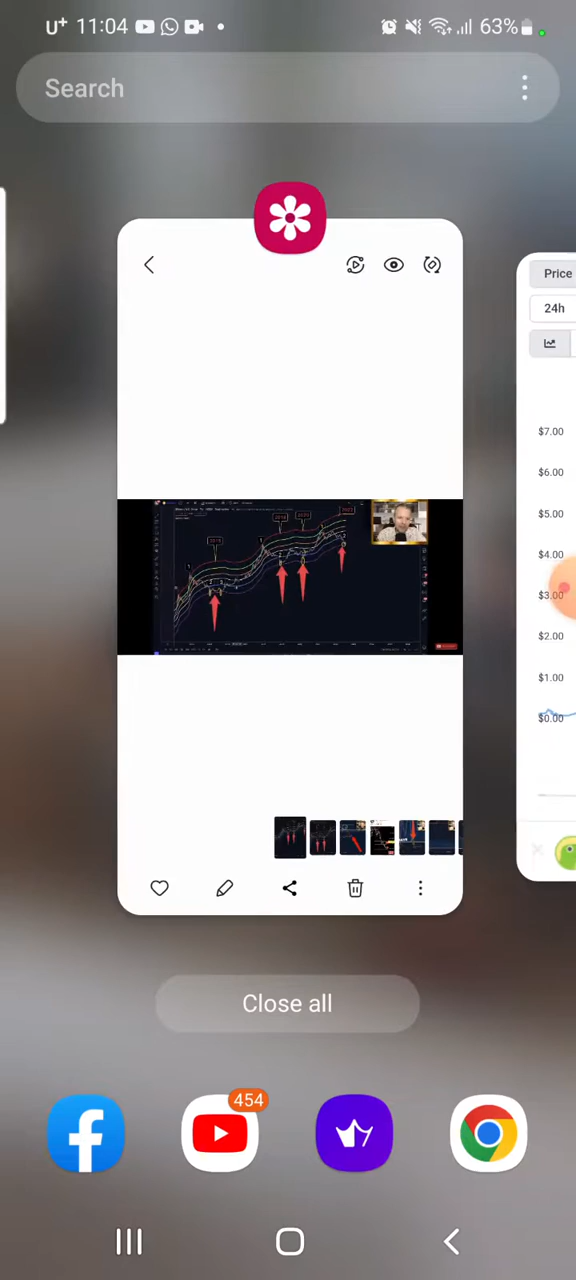 U+ 11:04 63%
Search
Price
24h
$7.00
$6.00
$5.00
$4.00
$3.00
$2.00
$1.00
$0.00
Close all
454